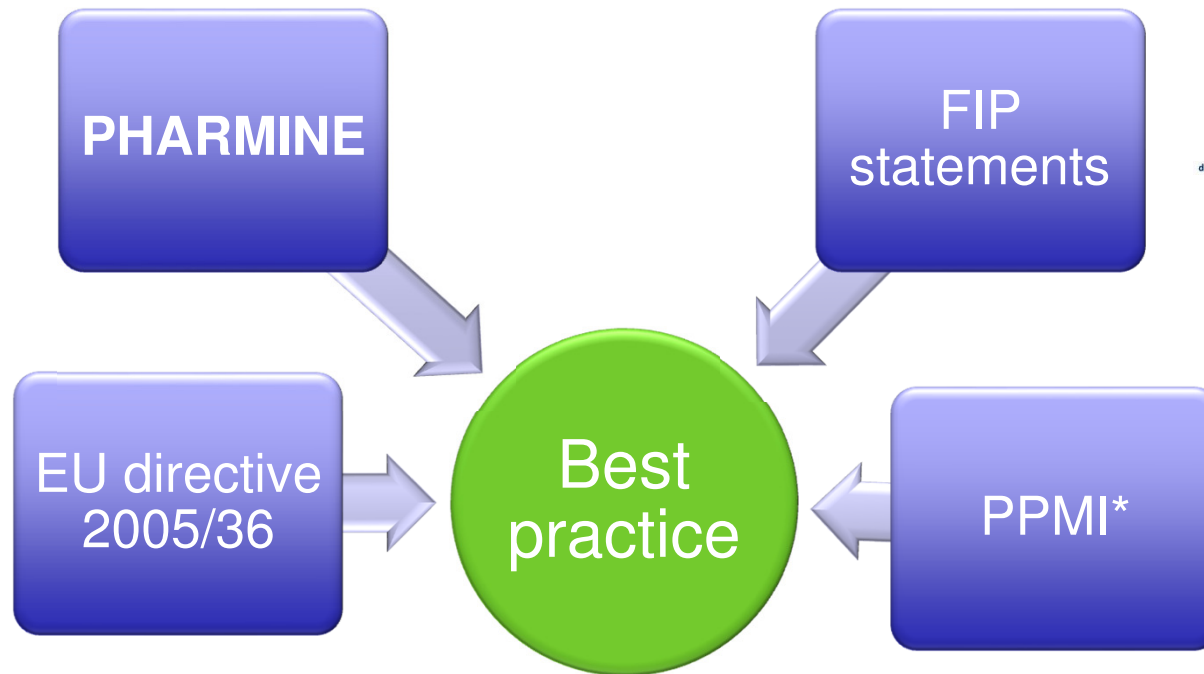 PHARMINE
FIP
statements
EU directive
2005/36
Best
practice
PPMI*